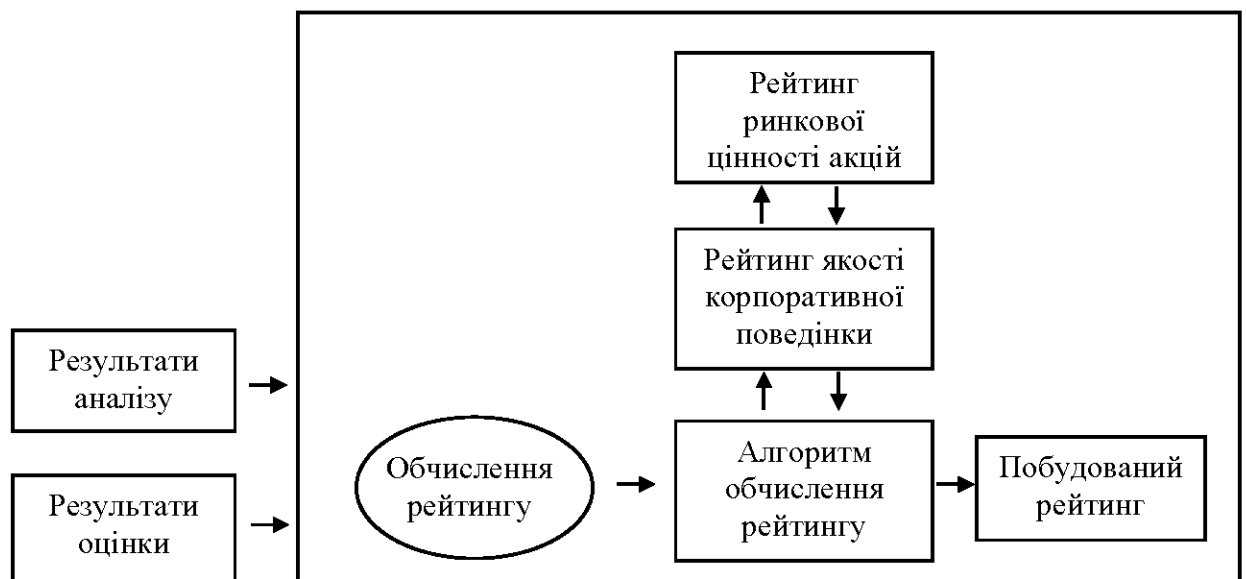 Рейтинг
ринкової
цінності акцій
Рейтинг якості
корпоративної
поведінки
Результати
аналізу
Результати
оцінки
Обчислення
рейтингу
Алгоритм
обчислення
рейтингу
Побудований
рейтинг